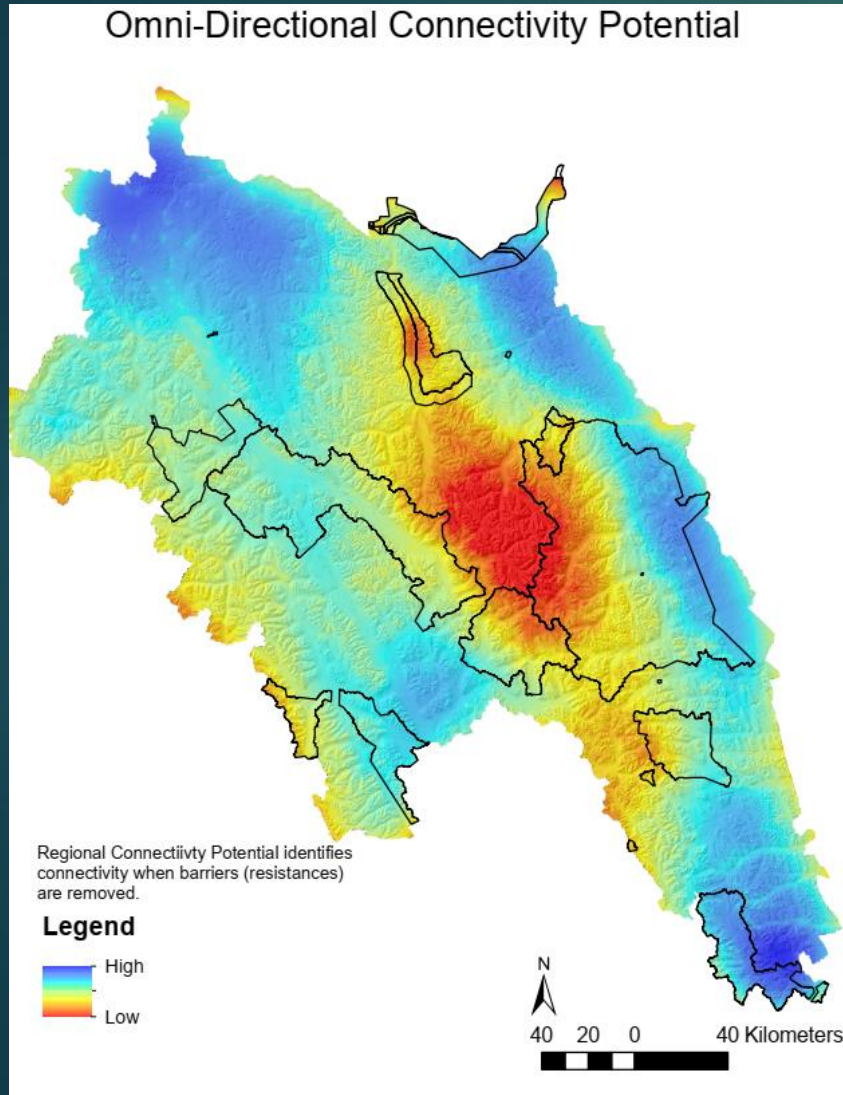 Omni-Directional Connectivity Potential
Regional Connectiivty Potential identifies
connectivity when barriers (resistances)
are removed.
Legend
High
Low
N
40 20 0 40 Kilometers